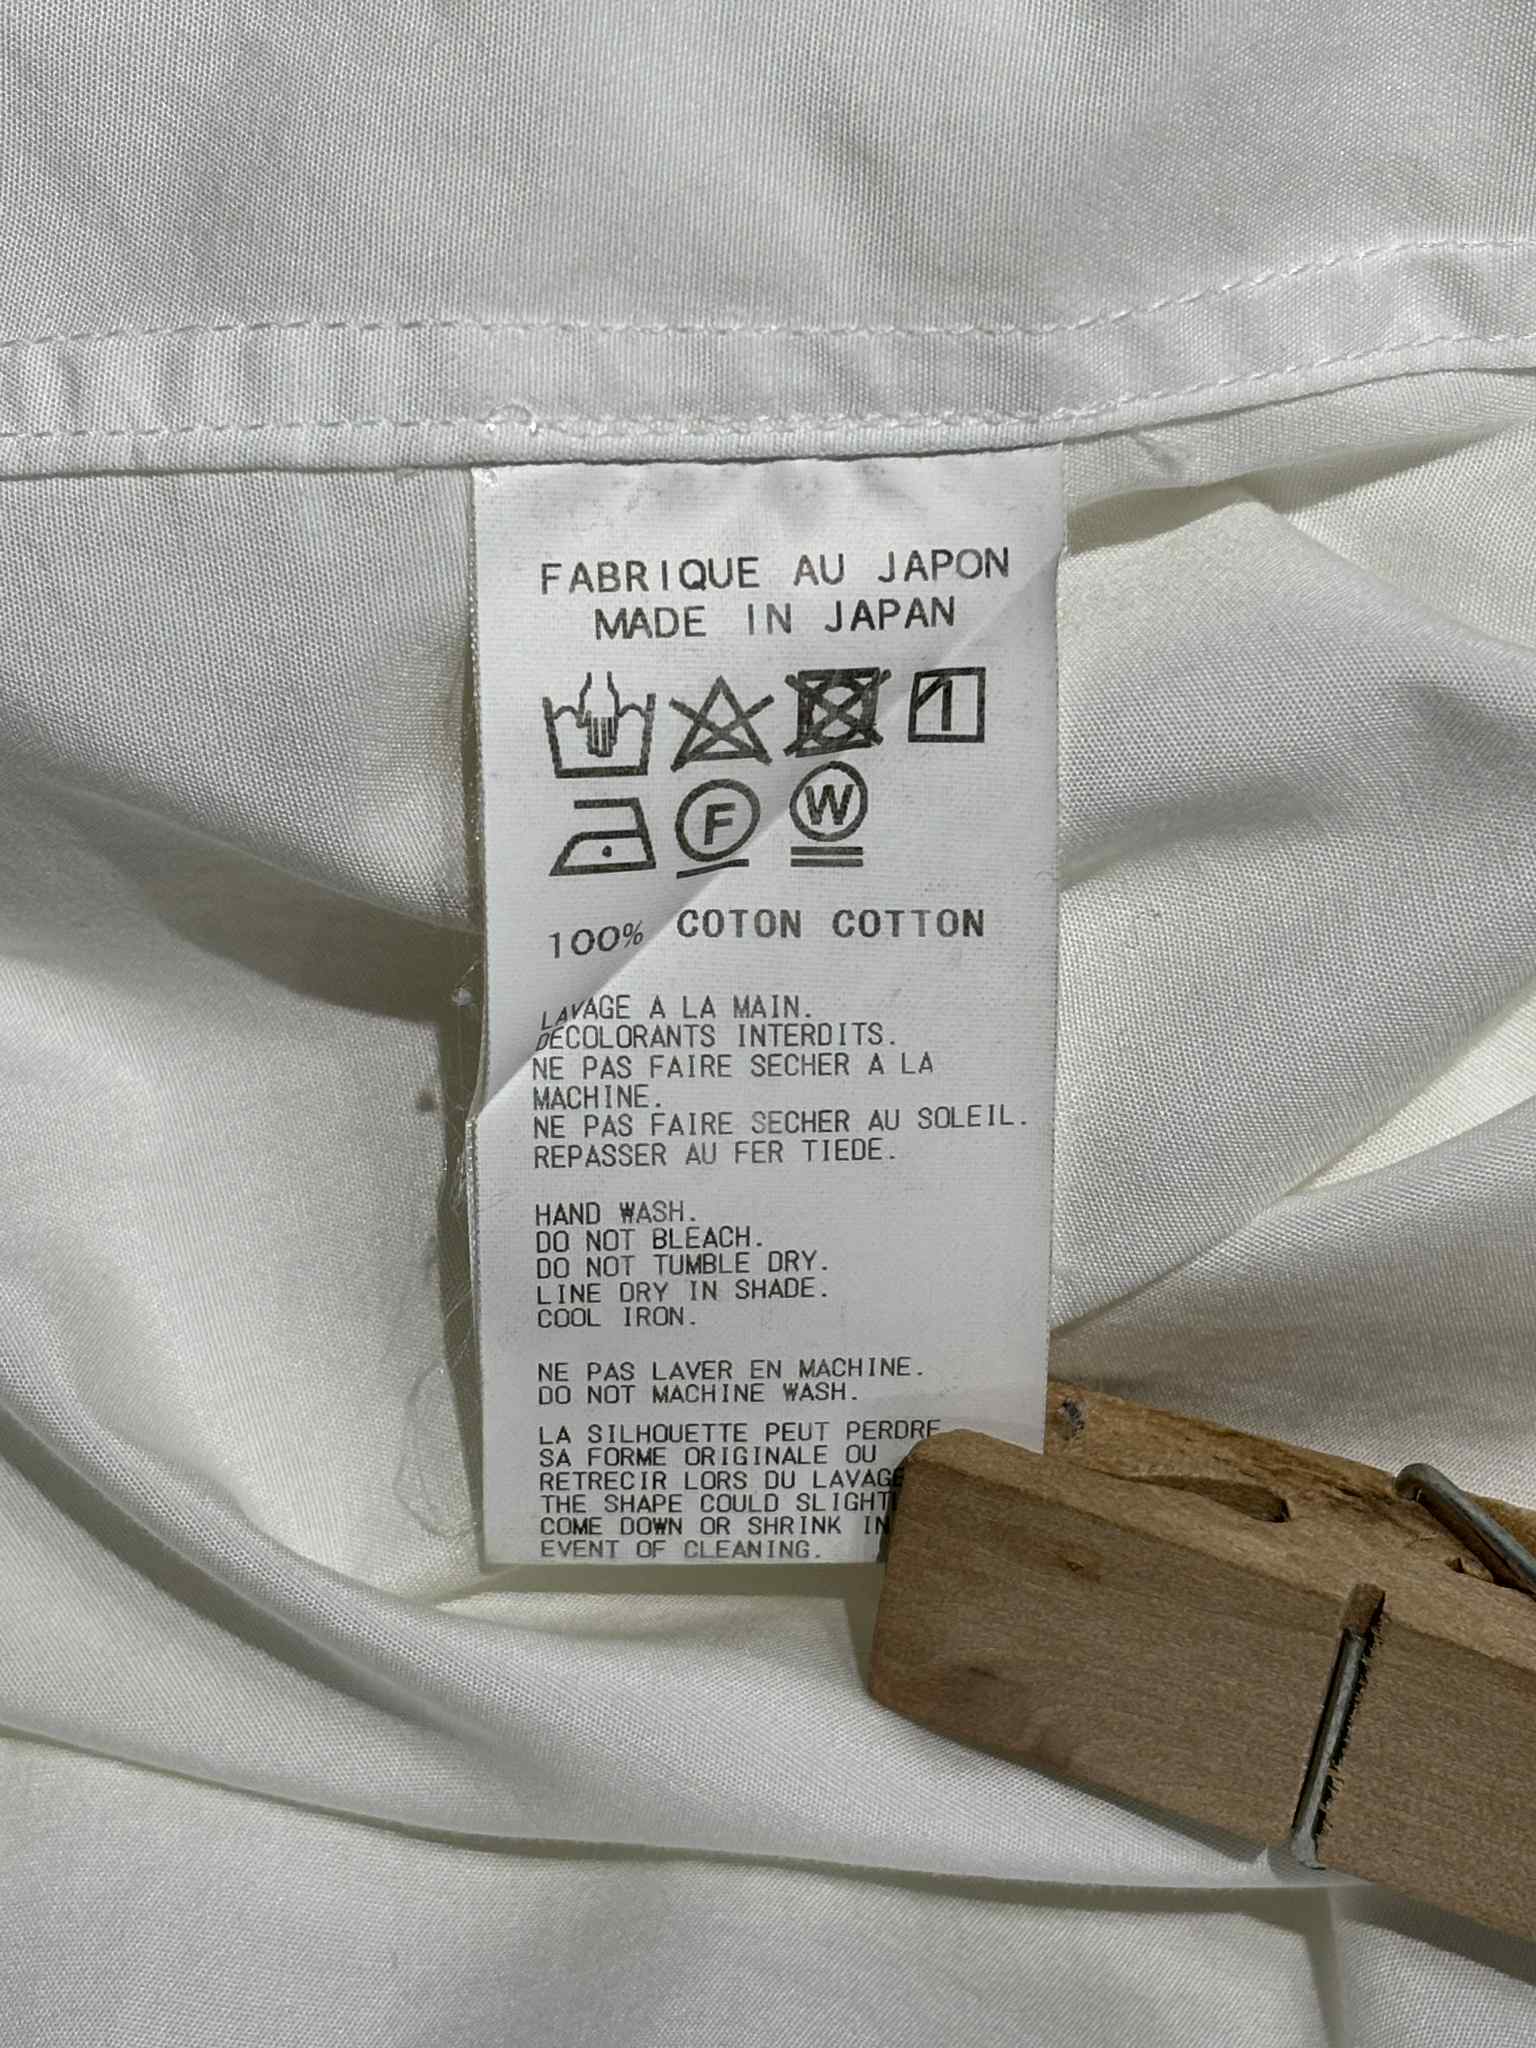 FABRIQUE AU JAPON
MADE IN JAPAN
F W
100% COTON COTTON
LAVAGE A LA MAIN.
DECOLORANTS INTERDITS.
NE PAS FAIRE SECHER A LA
MACHINE.
NE PAS FAIRE SECHER AU SOLEIL.
REPASSER AU FER TIEDE.
HAND WASH.
DO NOT BLEACH.
DO NOT TUMBLE DRY.
LINE DRY IN SHADE.
COOL IRON.
NE PAS LAVER EN MACHINE.
DO NOT MACHINE WASH.
LA SILHOUETTE PEUT PERDRE
SA FORME ORIGINALE OU
RETRECIR LORS DU LAVAGE
THE SHAPE COULD
COME DOWN OR SHRINK IN
EVENT OF CLEANING.